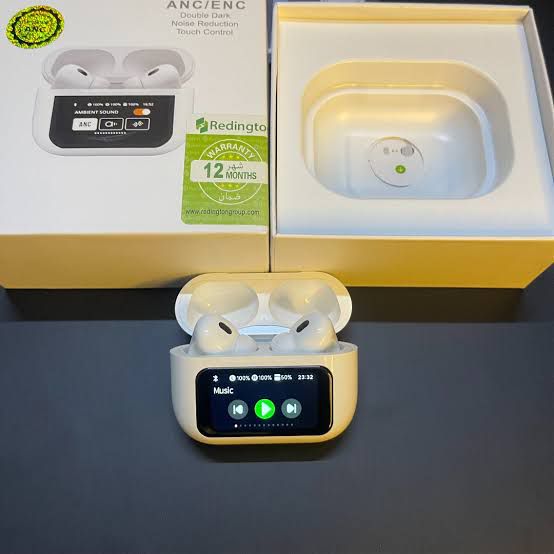 ANC
ANC/ENC
Double Dark
Noise Reduction
Touch Control
100% 100% 100% 16:52
AMBIENT SOUND
ANC
Redington
WARRANTY
شهر
12 MONTHS
ضمان
www.redingtongroup.com
100% 100% 50% 23:32
Music